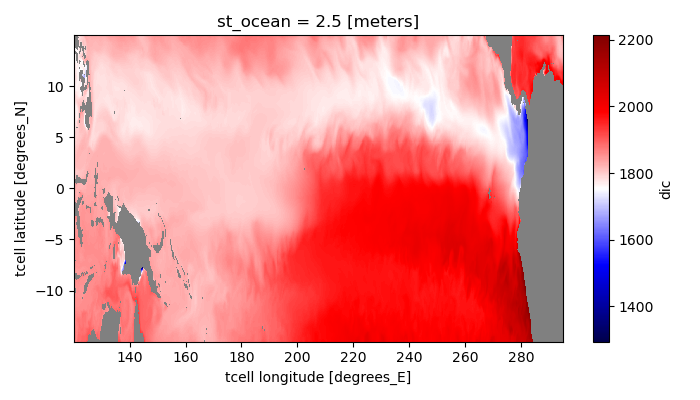 st_ocean = 2.5 [meters]
10
5
0
−5
−10
tcell latitude [degrees_N]
140 160 180 200 220 240 260 280
tcell longitude [degrees_E]
2200
2000
1800
1600
1400
dic